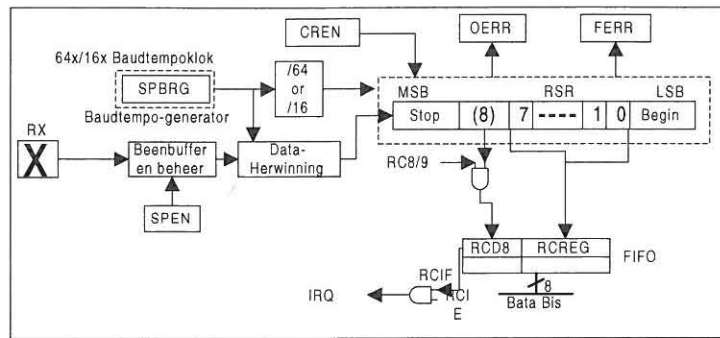 CREN
OERR
FERR
64x/16x Baudtempoklok
SPBRG
/64
or
/16
Baudtempo-generator
MSB
RSR
LSB
Stop
(8)
7
1
0
Begin
RX
X
Beenbuffer
en beheer
Data-
Herwinning
RC8/9
SPEN
RCD8
RCREG
FIFO
RCIF
RCI
E
IRQ
8
Bata Bis